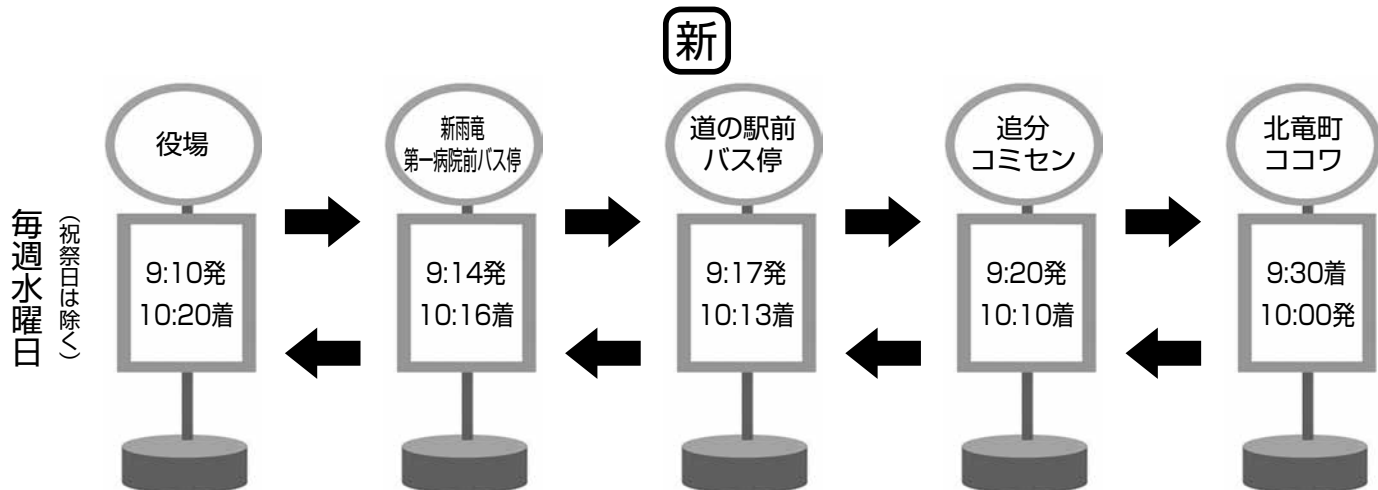 新
毎週水曜日
（祝祭日は除く）
役場
9:10発
10:20着
新雨竜
第一病院前バス停
9:14発
10:16着
道の駅前
バス停
9:17発
10:13着
追分
コミセン
9:20発
10:10着
北竜町
ココワ
9:30着
10:00発